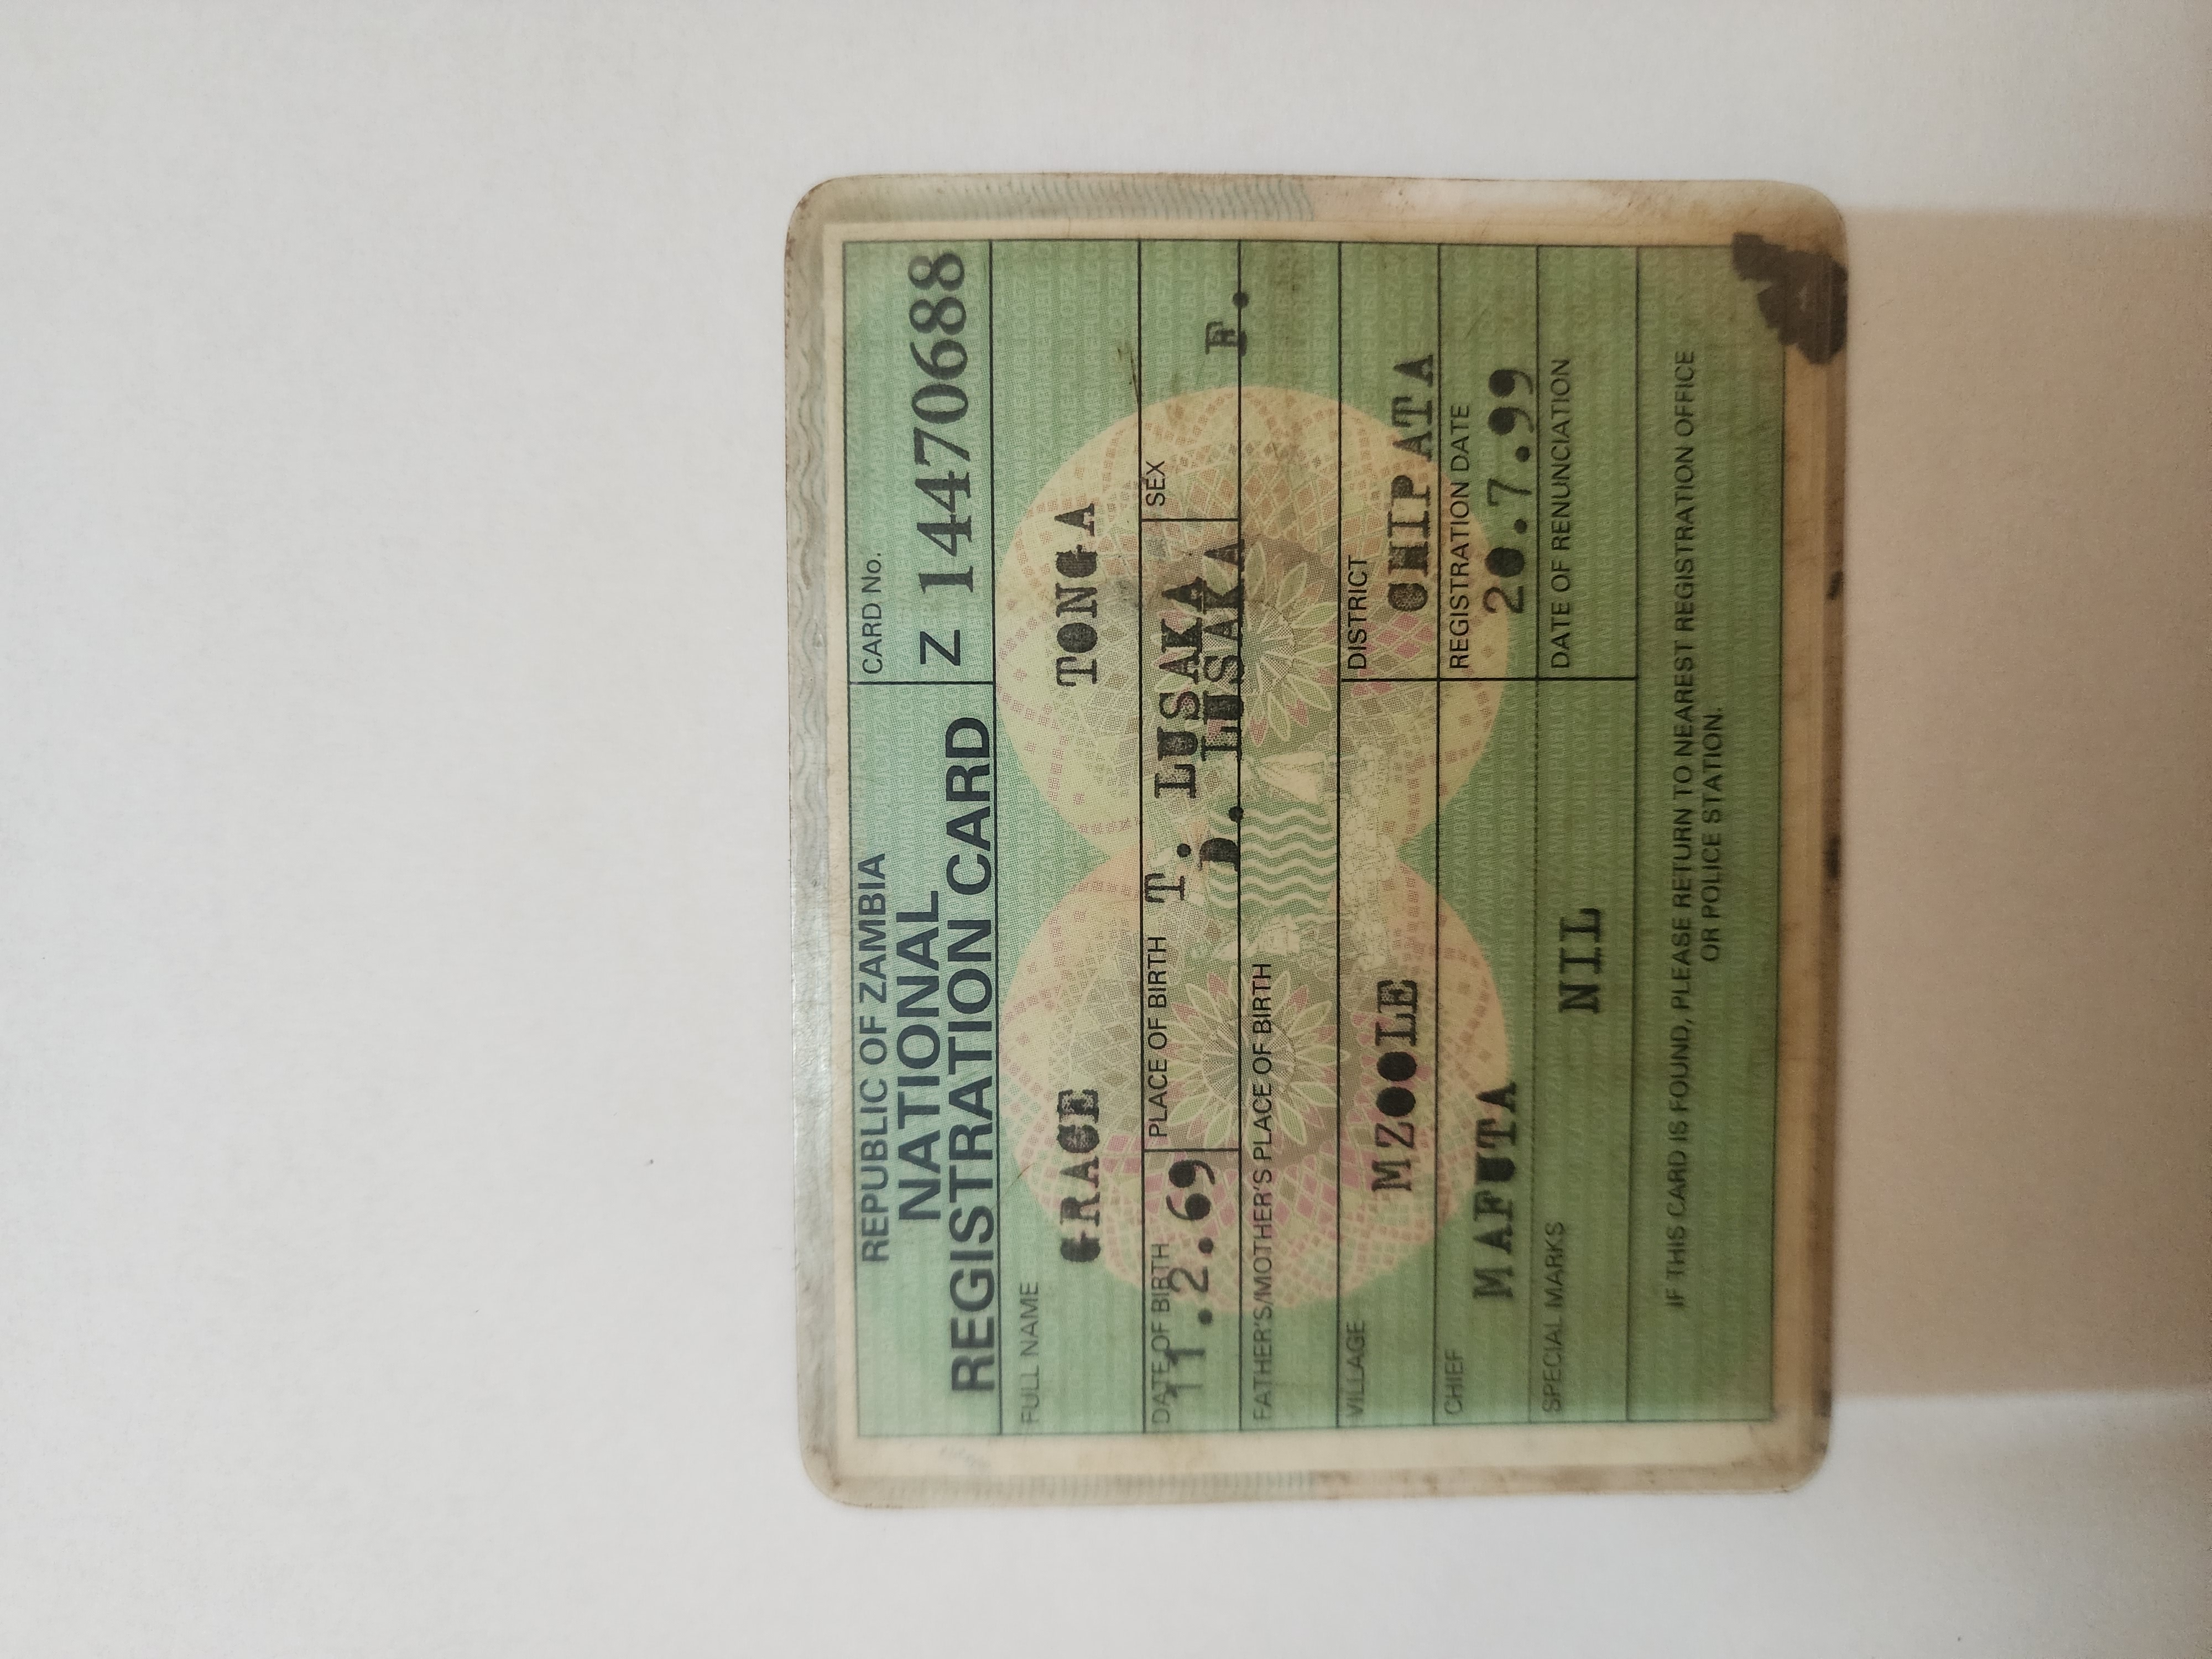 REPUBLIC OF ZAMBIA
NATIONAL
REGISTRATION CARD
CARD No.
Z 14470688
FULL NAME
GRACE TONGA
DATE OF BIRTH PLACE OF BIRTH SEX
11.2.69 T. LUSAKA
D. LUSAKA F.
FATHER'S/MOTHER'S PLACE OF BIRTH
VILLAGE DISTRICT
MZOOLE CHIPATA
CHIEF REGISTRATION DATE
MAFUTA 20.7.99
SPECIAL MARKS DATE OF RENUNCIATION
NIL
IF THIS CARD IS FOUND, PLEASE RETURN TO NEAREST REGISTRATION OFFICE
OR POLICE STATION.